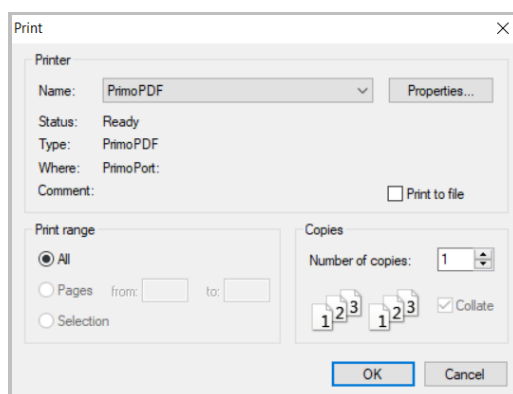 Print
Printer
Name: PrimoPDF Properties...
Status: Ready
Type: PrimoPDF
Where: PrimoPort:
Comment: Print to file
Print range
All
Pages from: to:
Selection
Copies
Number of copies: 1
1 2 3 1 2 3 Collate
OK Cancel